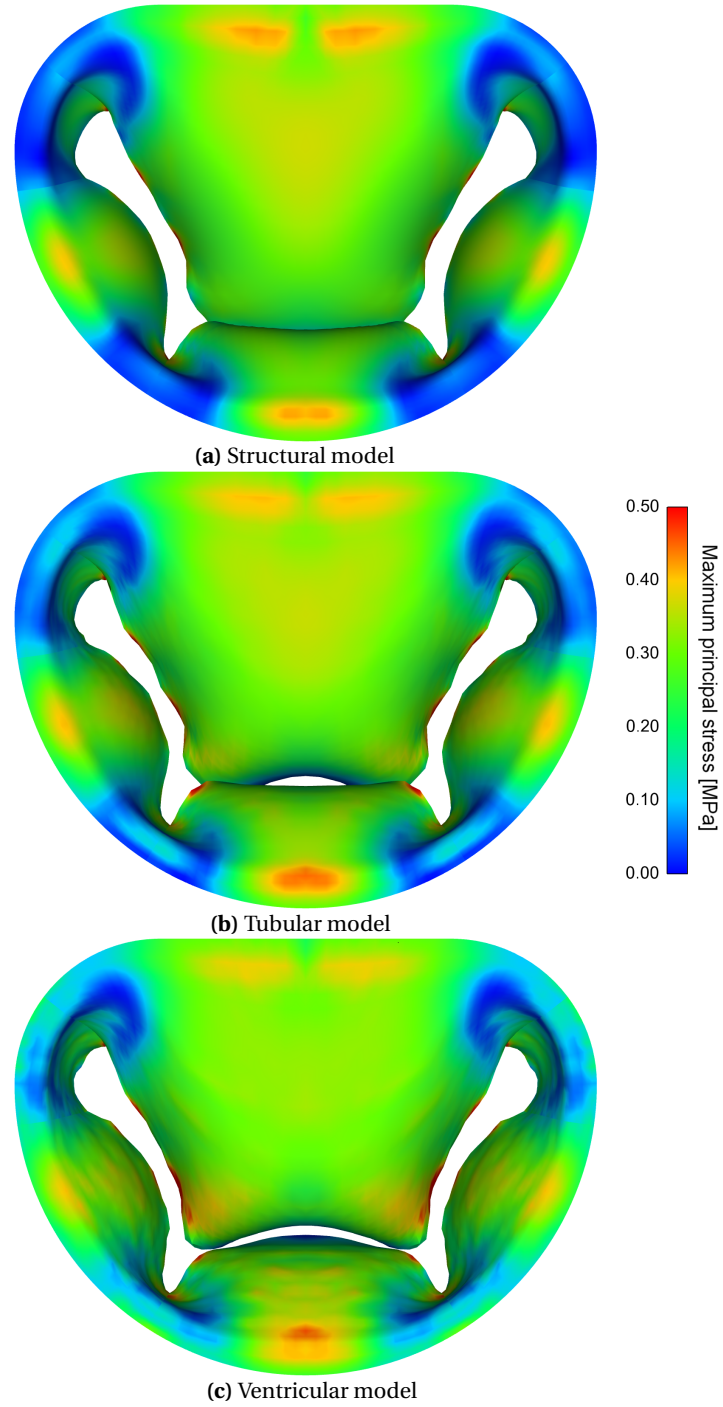 (a) Structural model
0.50
0.40
0.30
0.20
0.10
0.00
Maximum principal stress [MPa]
(b) Tubular model
(c) Ventricular model